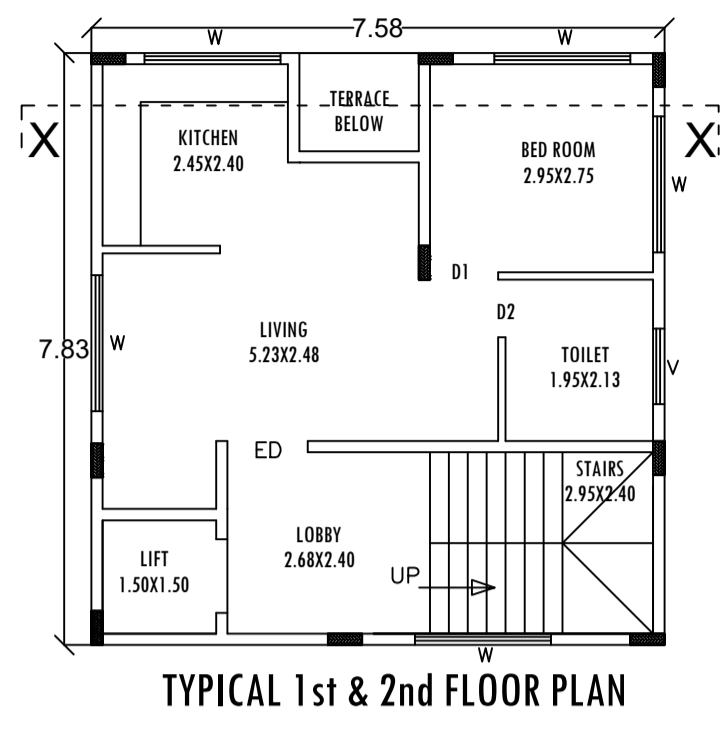 7.58
W
W
TERRACE
BELOW
KITCHEN
2.45X2.40
BED ROOM
2.95X2.75
X
X
W
D1
D2
LIVING
5.23X2.48
7.83
W
TOILET
1.95X2.13
V
ED
STAIRS
2.95X2.40
LOBBY
2.68X2.40
LIFT
1.50X1.50
UP
W
TYPICAL 1st & 2nd FLOOR PLAN